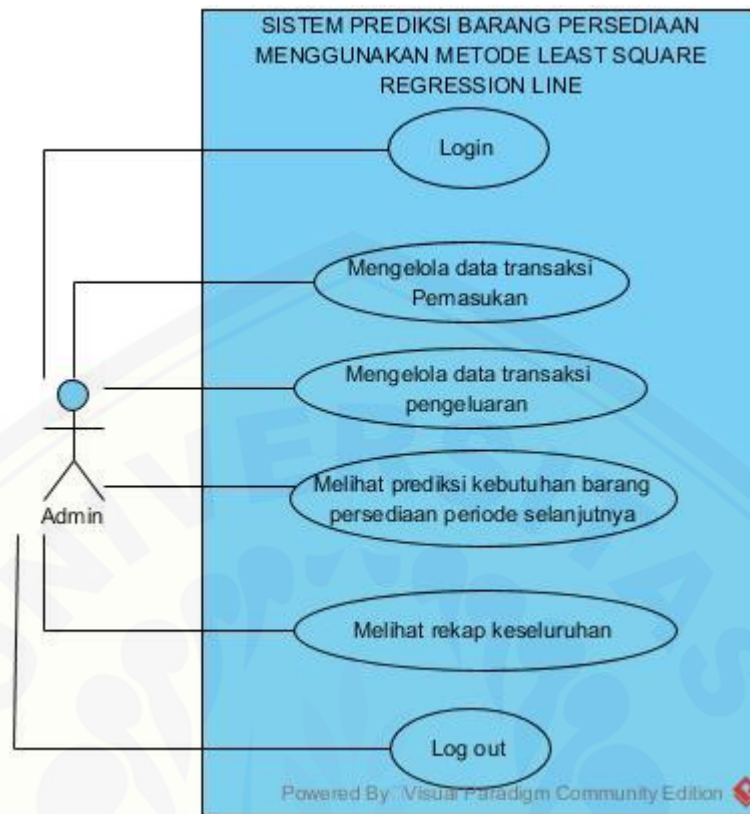 SISTEM PREDIKSI BARANG PERSEDIAAN
MENGGUNAKAN METODE LEAST SQUARE
REGRESSION LINE
Login
Mengelola data transaksi
Pemasukan
Mengelola data transaksi
pengeluaran
Melihat prediksi kebutuhan barang
persediaan periode selanjutnya
Admin
Melihat rekap keseluruhan
Log out
Powered By Visual Paradigm Community Edition
UNIVERSITAS